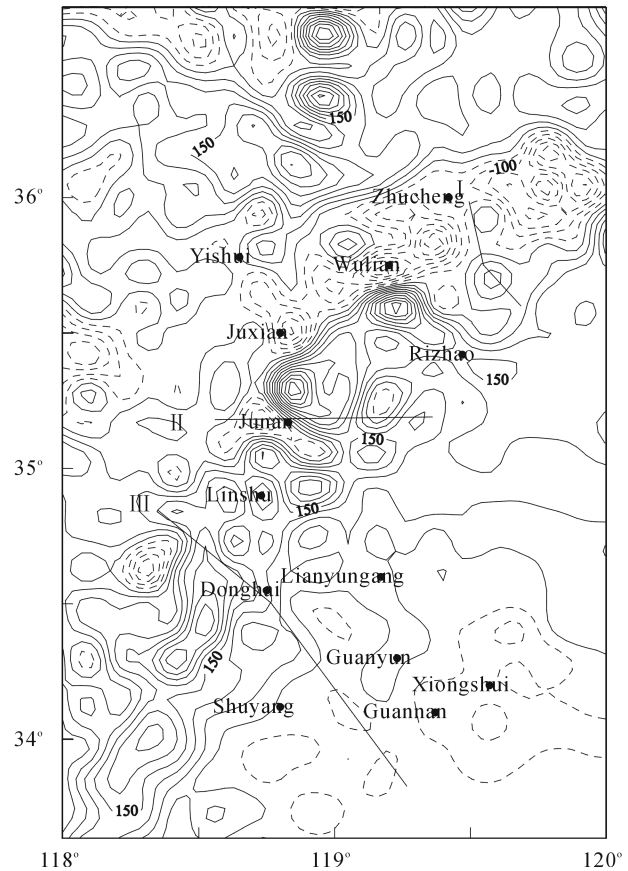 150
150
-100
36°
Zhucheng
I
Yishui
Wulian
Juxian
Rizhao
150
II
Junan
150
35°
III
Linshu
150
Lianyungang
Donghai
150
Guanyun
Xiongshui
Shuyang
Guannan
34°
150
118°
119°
120°